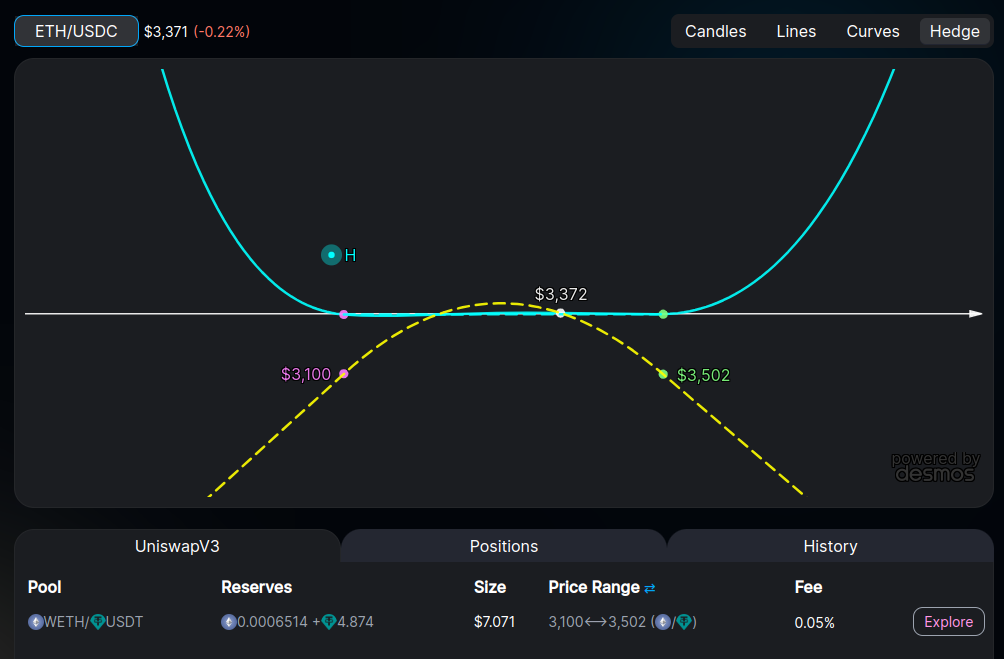 ETH/USDC $3,371 (-0.22%) Candles Lines Curves Hedge
H
$3,372
$3,100 $3,502
powered by
desmos
UniswapV3 Positions History
Pool Reserves Size Price Range ⇄ Fee
WETH/USDT 0.0006514 + 4.874 $7.071 3,100<->3,502 (/) 0.05% Explore